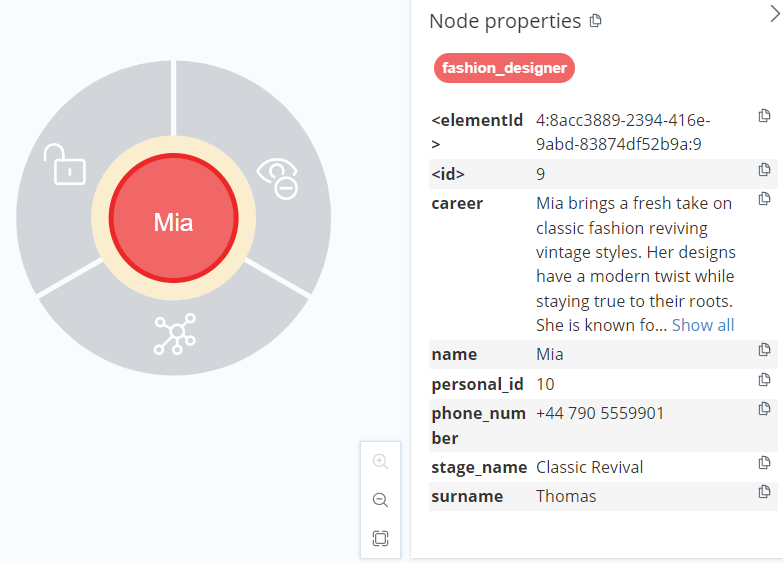 Mia
Node properties
fashion_designer
<elementId
>
4:8acc3889-2394-416e-
9abd-83874df52b9a:9
<id>
9
career
Mia brings a fresh take on
classic fashion reviving
vintage styles. Her designs
have a modern twist while
staying true to their roots.
She is known fo... Show all
name
Mia
personal_id
10
phone_num
ber
+44 790 5559901
stage_name
Classic Revival
surname
Thomas